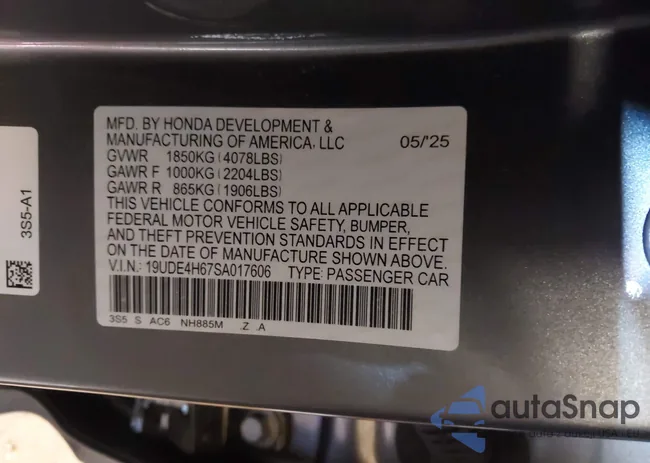 MFD. BY HONDA DEVELOPMENT &
MANUFACTURING OF AMERICA, LLC 05/'25
GVWR 1850KG (4078LBS)
GAWR F 1000KG (2204LBS)
GAWR R 865KG (1906LBS)
THIS VEHICLE CONFORMS TO ALL APPLICABLE
FEDERAL MOTOR VEHICLE SAFETY, BUMPER,
AND THEFT PREVENTION STANDARDS IN EFFECT
ON THE DATE OF MANUFACTURE SHOWN ABOVE.
V.I.N.: 19UDE4H67SA017606 TYPE: PASSENGER CAR
3S5 S AC6 NH885M .Z .A
3S5-A1
autaSnap